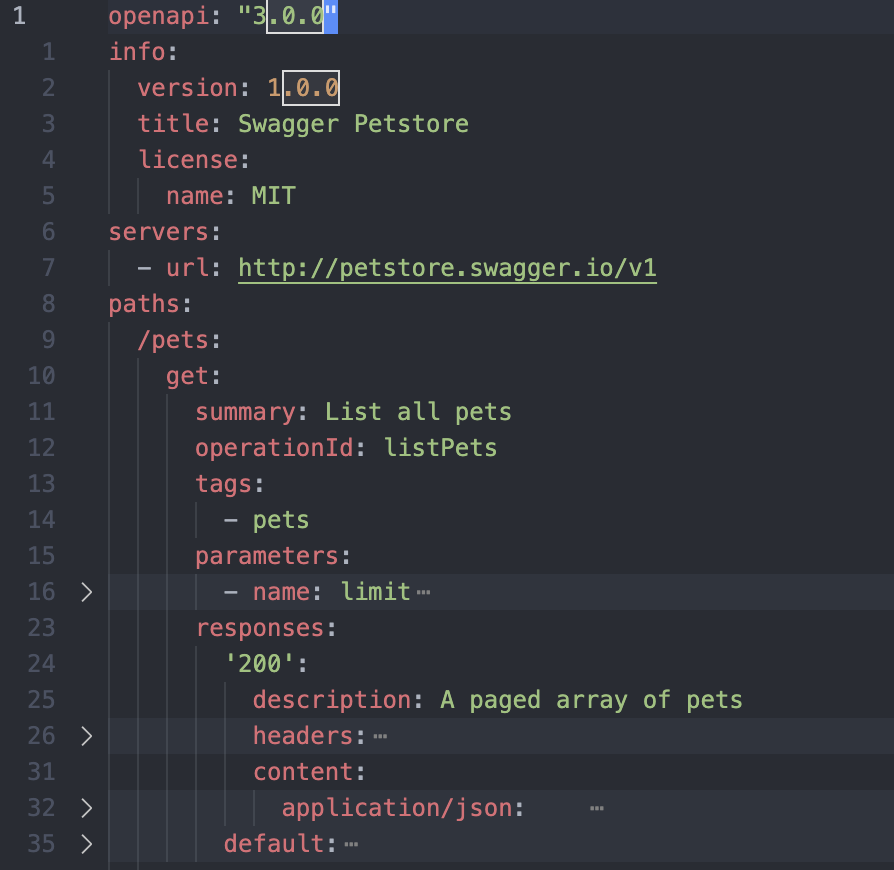 1 openapi: "3.0.0"
1 info:
2   version: 1.0.0
3   title: Swagger Petstore
4   license:
5     name: MIT
6 servers:
7   - url: http://petstore.swagger.io/v1
8 paths:
9   /pets:
10     get:
11       summary: List all pets
12       operationId: listPets
13       tags:
14         - pets
15       parameters:
16 >         - name: limit⋯
23       responses:
24         '200':
25           description: A paged array of pets
26 >           headers:⋯
31           content:
32 >             application/json:    ⋯
35 >         default:⋯